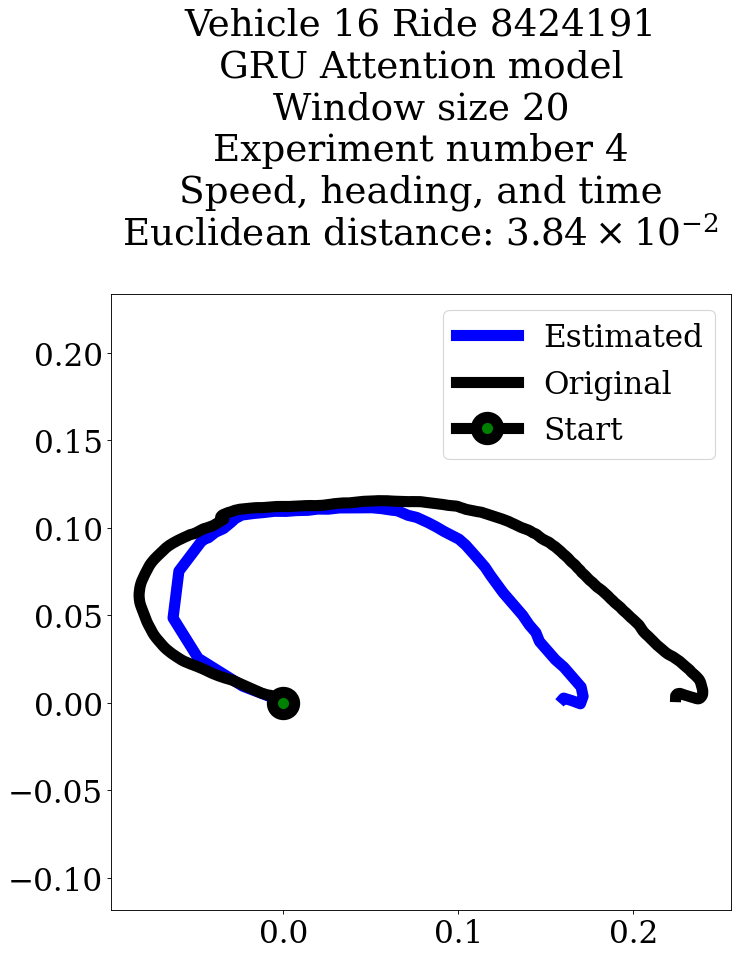 Vehicle 16 Ride 8424191
GRU Attention model
Window size 20
Experiment number 4
Speed, heading, and time
Euclidean distance: 3.84 × 10⁻²
Estimated
Original
Start
0.20
0.15
0.10
0.05
0.00
−0.05
−0.10
0.0 0.1 0.2